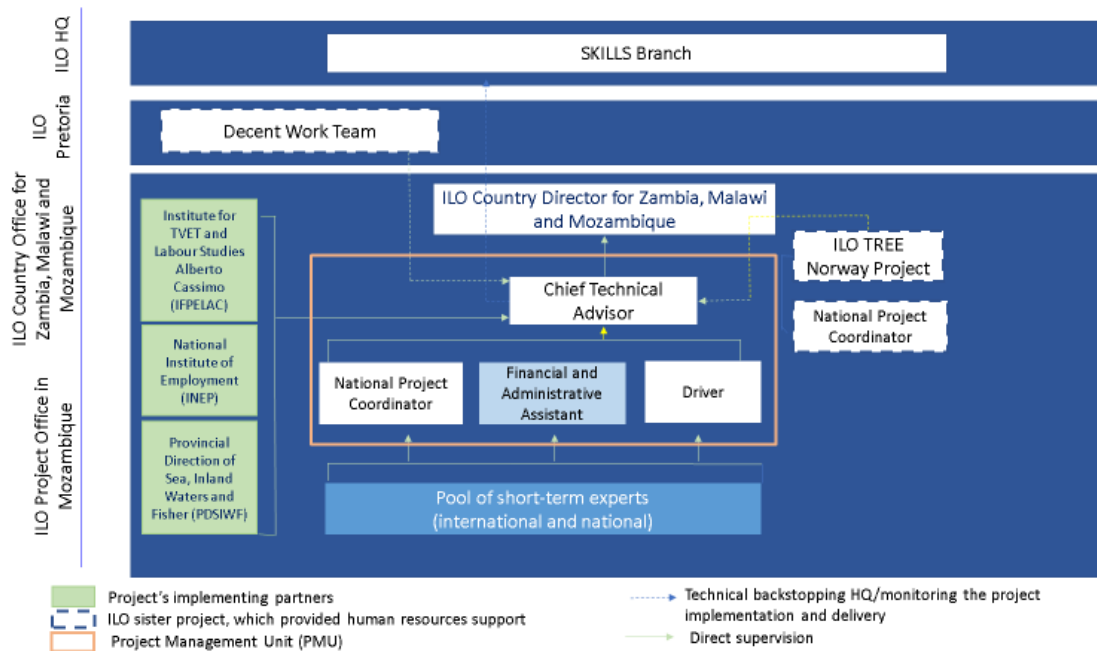 ILO HQ
SKILLS Branch
ILO
Pretoria
Decent Work Team
ILO Country Office for
Zambia, Malawi and
Mozambique
ILO Country Director for Zambia, Malawi
and Mozambique
Institute for
TVET and
Labour Studies
Alberto
Cassimo
(IFPELAC)
ILO TREE
Norway Project
Chief Technical
Advisor
National Project
Coordinator
National
Institute of
Employment
(INEP)
ILO Project Office in
Mozambique
National Project
Coordinator
Financial and
Administrative
Assistant
Driver
Provincial
Direction of
Sea, Inland
Waters and
Fisher (PDSIWF)
Pool of short-term experts
(international and national)
Project's implementing partners
ILO sister project, which provided human resources support
Project Management Unit (PMU)
Technical backstopping HQ/monitoring the project
implementation and delivery
Direct supervision